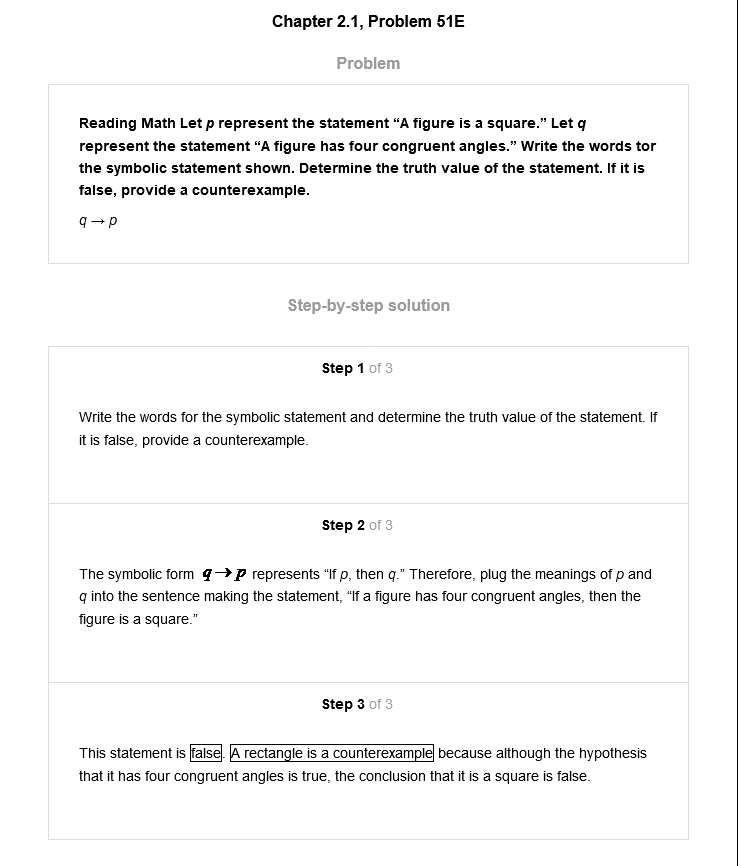 Chapter 2.1, Problem 51E
Problem
Reading Math Let p represent the statement “A figure is a square.” Let q
represent the statement “A figure has four congruent angles.” Write the words tor
the symbolic statement shown. Determine the truth value of the statement. If it is
false, provide a counterexample.
q → p
Step-by-step solution
Step 1 of 3
Write the words for the symbolic statement and determine the truth value of the statement. If
it is false, provide a counterexample.
Step 2 of 3
The symbolic form q → p represents “If p, then q.” Therefore, plug the meanings of p and
q into the sentence making the statement, “If a figure has four congruent angles, then the
figure is a square.”
Step 3 of 3
This statement is false. A rectangle is a counterexample because although the hypothesis
that it has four congruent angles is true, the conclusion that it is a square is false.